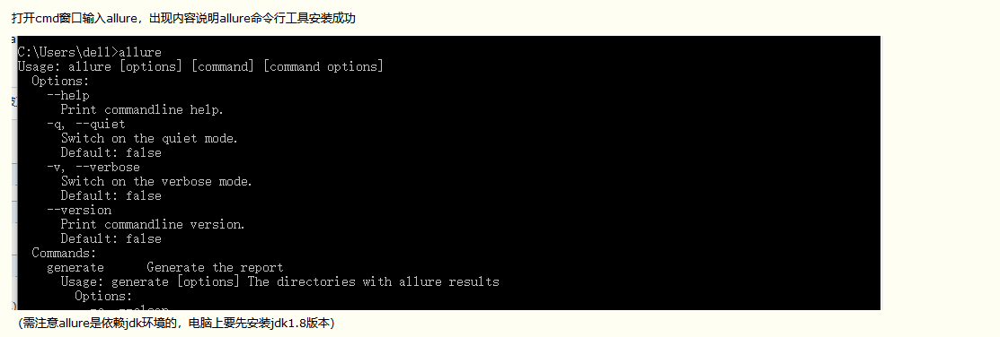 打开cmd窗口输入allure，出现内容说明allure命令行工具安装成功
C:\Users\dell>allure
Usage: allure [options] [command] [command options]
  Options:
    --help
      Print commandline help.
    -q, --quiet
      Switch on the quiet mode.
      Default: false
    -v, --verbose
      Switch on the verbose mode.
      Default: false
    --version
      Print commandline version.
      Default: false
  Commands:
    generate      Generate the report
      Usage: generate [options] The directories with allure results
        Options:
          -c, --clean
（需注意allure是依赖jdk环境的，电脑上要先安装jdk1.8版本）